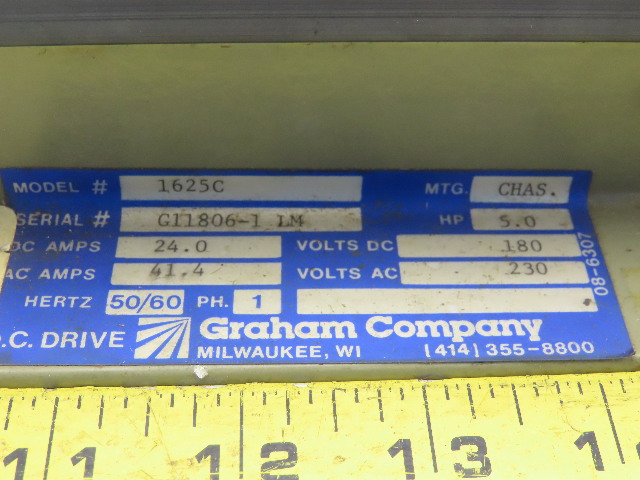 MODEL # 1625C MTG. CHAS.
SERIAL # G11806-1 LM HP 5.0
DC AMPS 24.0 VOLTS DC 180
AC AMPS 41.4 VOLTS AC 230
HERTZ 50/60 PH. 1
08-6307
.C. DRIVE Graham Company
MILWAUKEE, WI (414) 355-8800
11 12 13 1